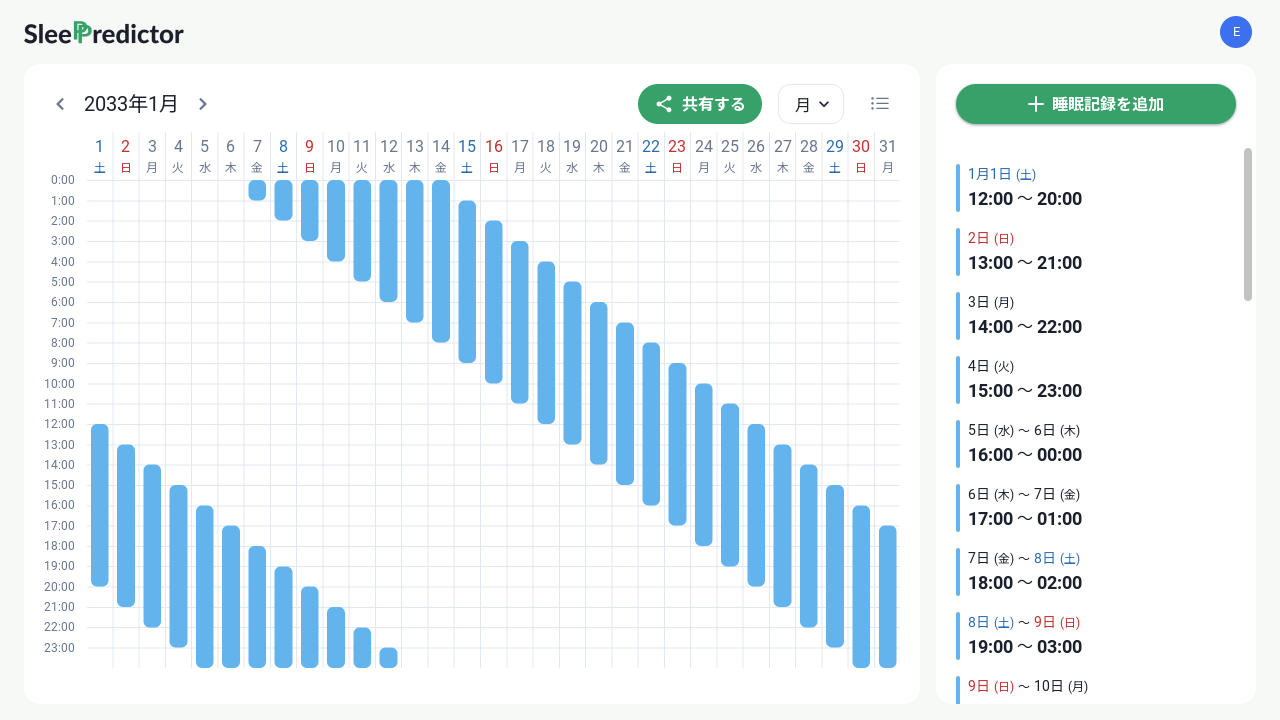 SleePredictor
E
2033年1月
共有する
月
睡眠記録を追加
1 2 3 4 5 6 7 8 9 10 11 12 13 14 15 16 17 18 19 20 21 22 23 24 25 26 27 28 29 30 31
土 日 月 火 水 木 金 土 日 月 火 水 木 金 土 日 月 火 水 木 金 土 日 月 火 水 木 金 土 日 月
0:00
1:00
2:00
3:00
4:00
5:00
6:00
7:00
8:00
9:00
10:00
11:00
12:00
13:00
14:00
15:00
16:00
17:00
18:00
19:00
20:00
21:00
22:00
23:00
1月1日 (土)
12:00 〜 20:00
2日 (日)
13:00 〜 21:00
3日 (月)
14:00 〜 22:00
4日 (火)
15:00 〜 23:00
5日 (水) 〜 6日 (木)
16:00 〜 00:00
6日 (木) 〜 7日 (金)
17:00 〜 01:00
7日 (金) 〜 8日 (土)
18:00 〜 02:00
8日 (土) 〜 9日 (日)
19:00 〜 03:00
9日 (日) 〜 10日 (月)